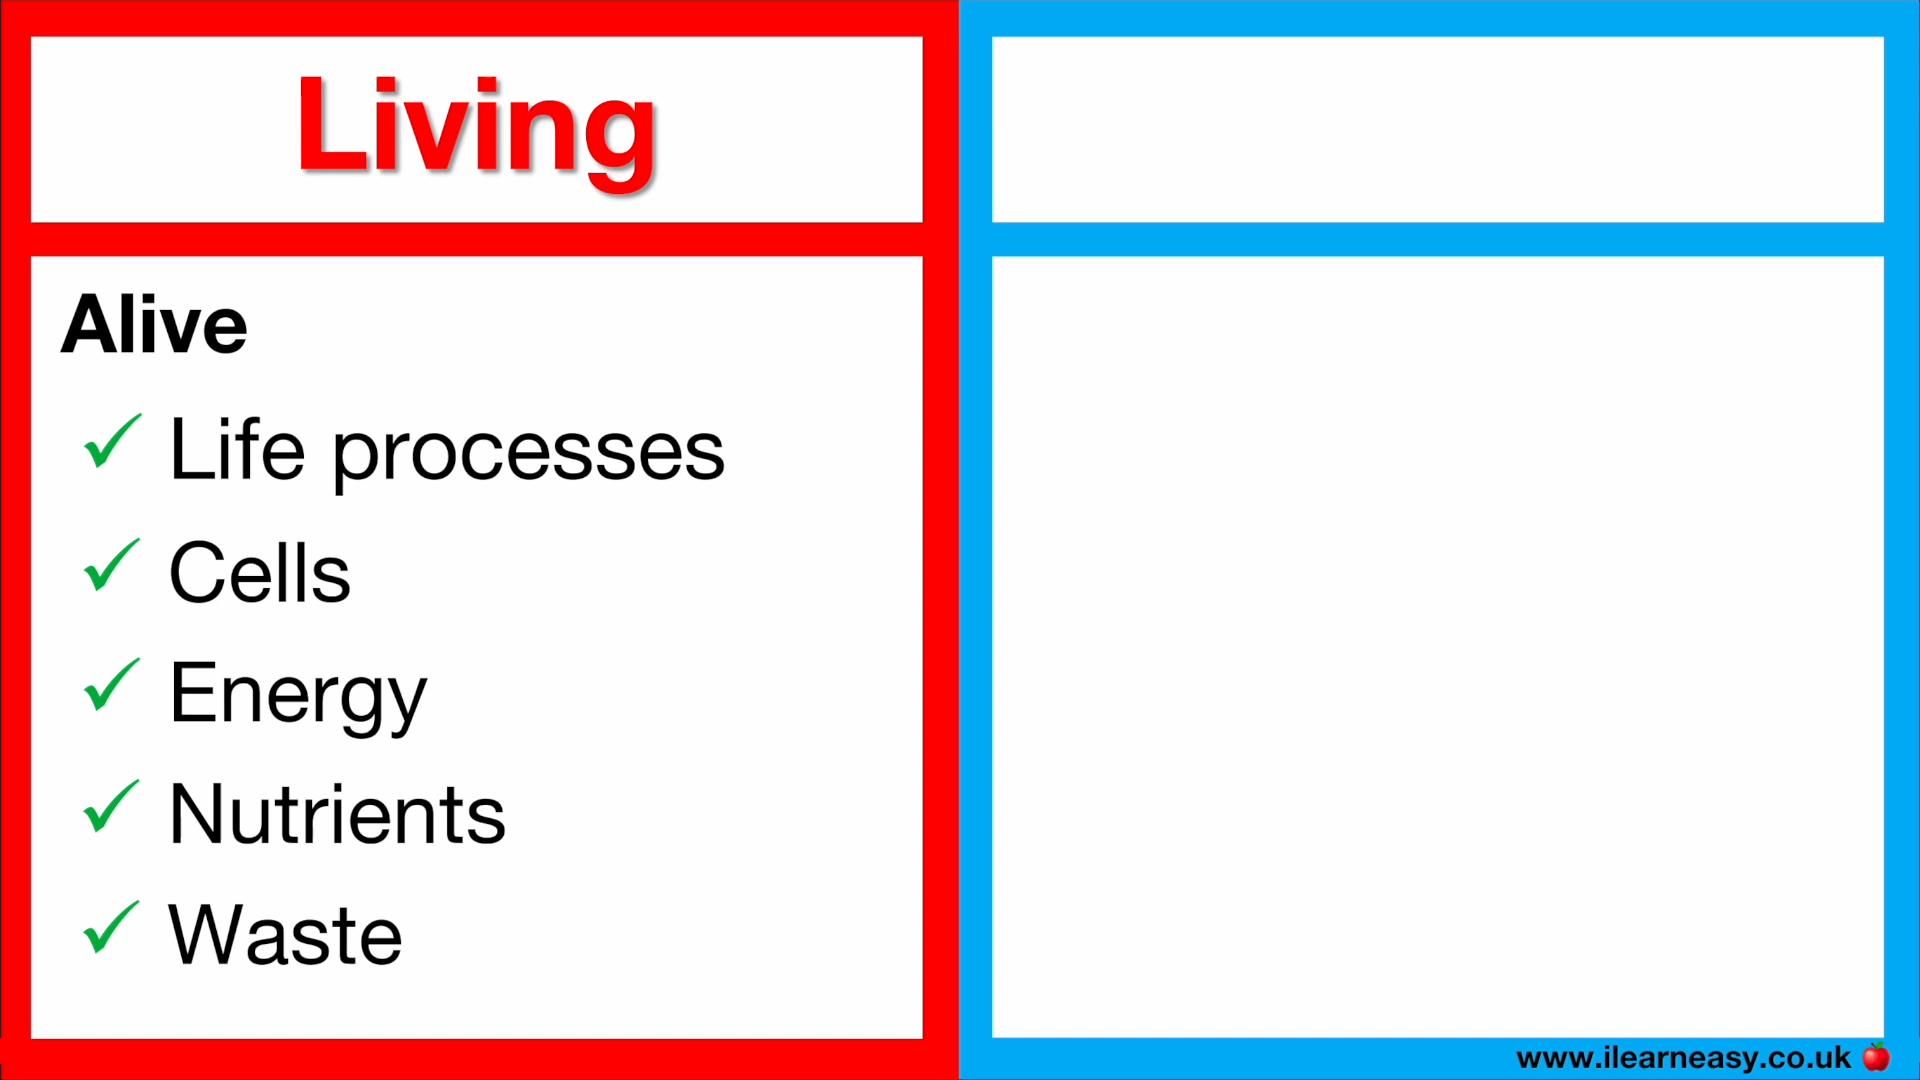 Living
Alive
Life processes
Cells
Energy
Nutrients
Waste
www.ilearneasy.co.uk